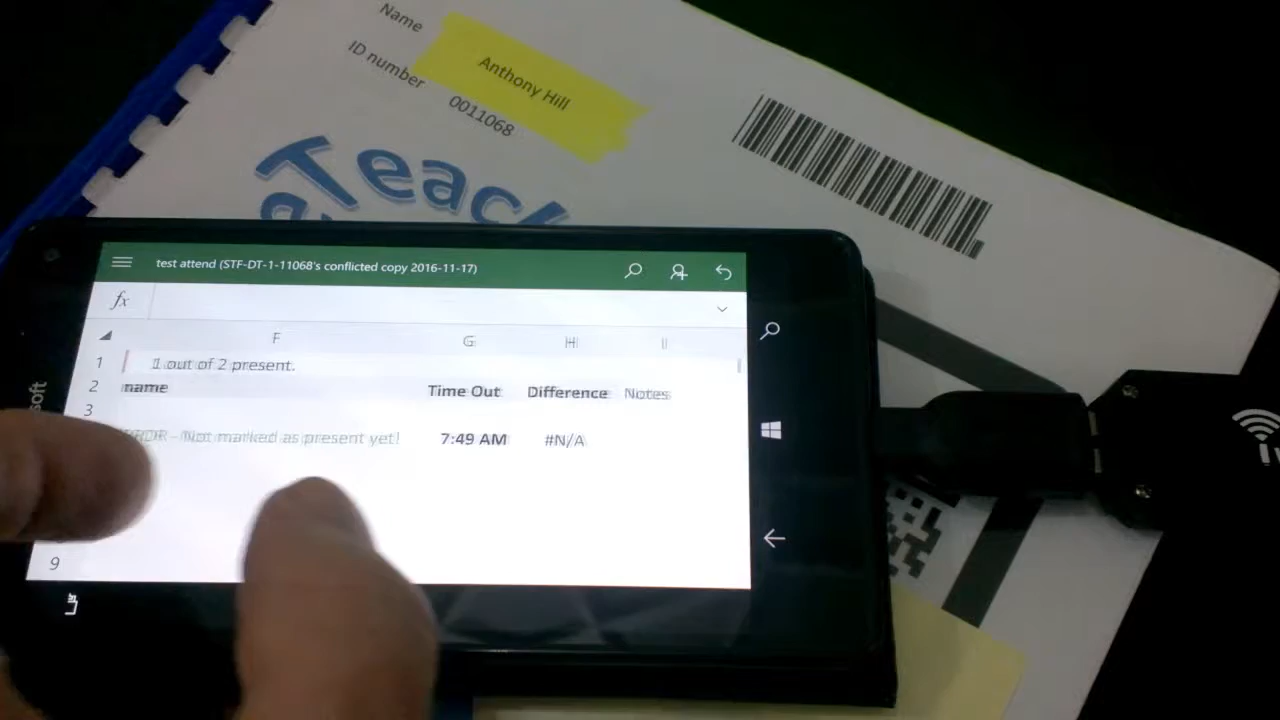 Name
Anthony Hill
ID number
0011068
Teach
test attend (STF-DT-1-11068's conflicted copy 2016-11-17)
fx
F G H I
1 1 out of 2 present.
2 name Time Out Difference Notes
3
- Not marked as present yet! 7:49 AM #N/A
9